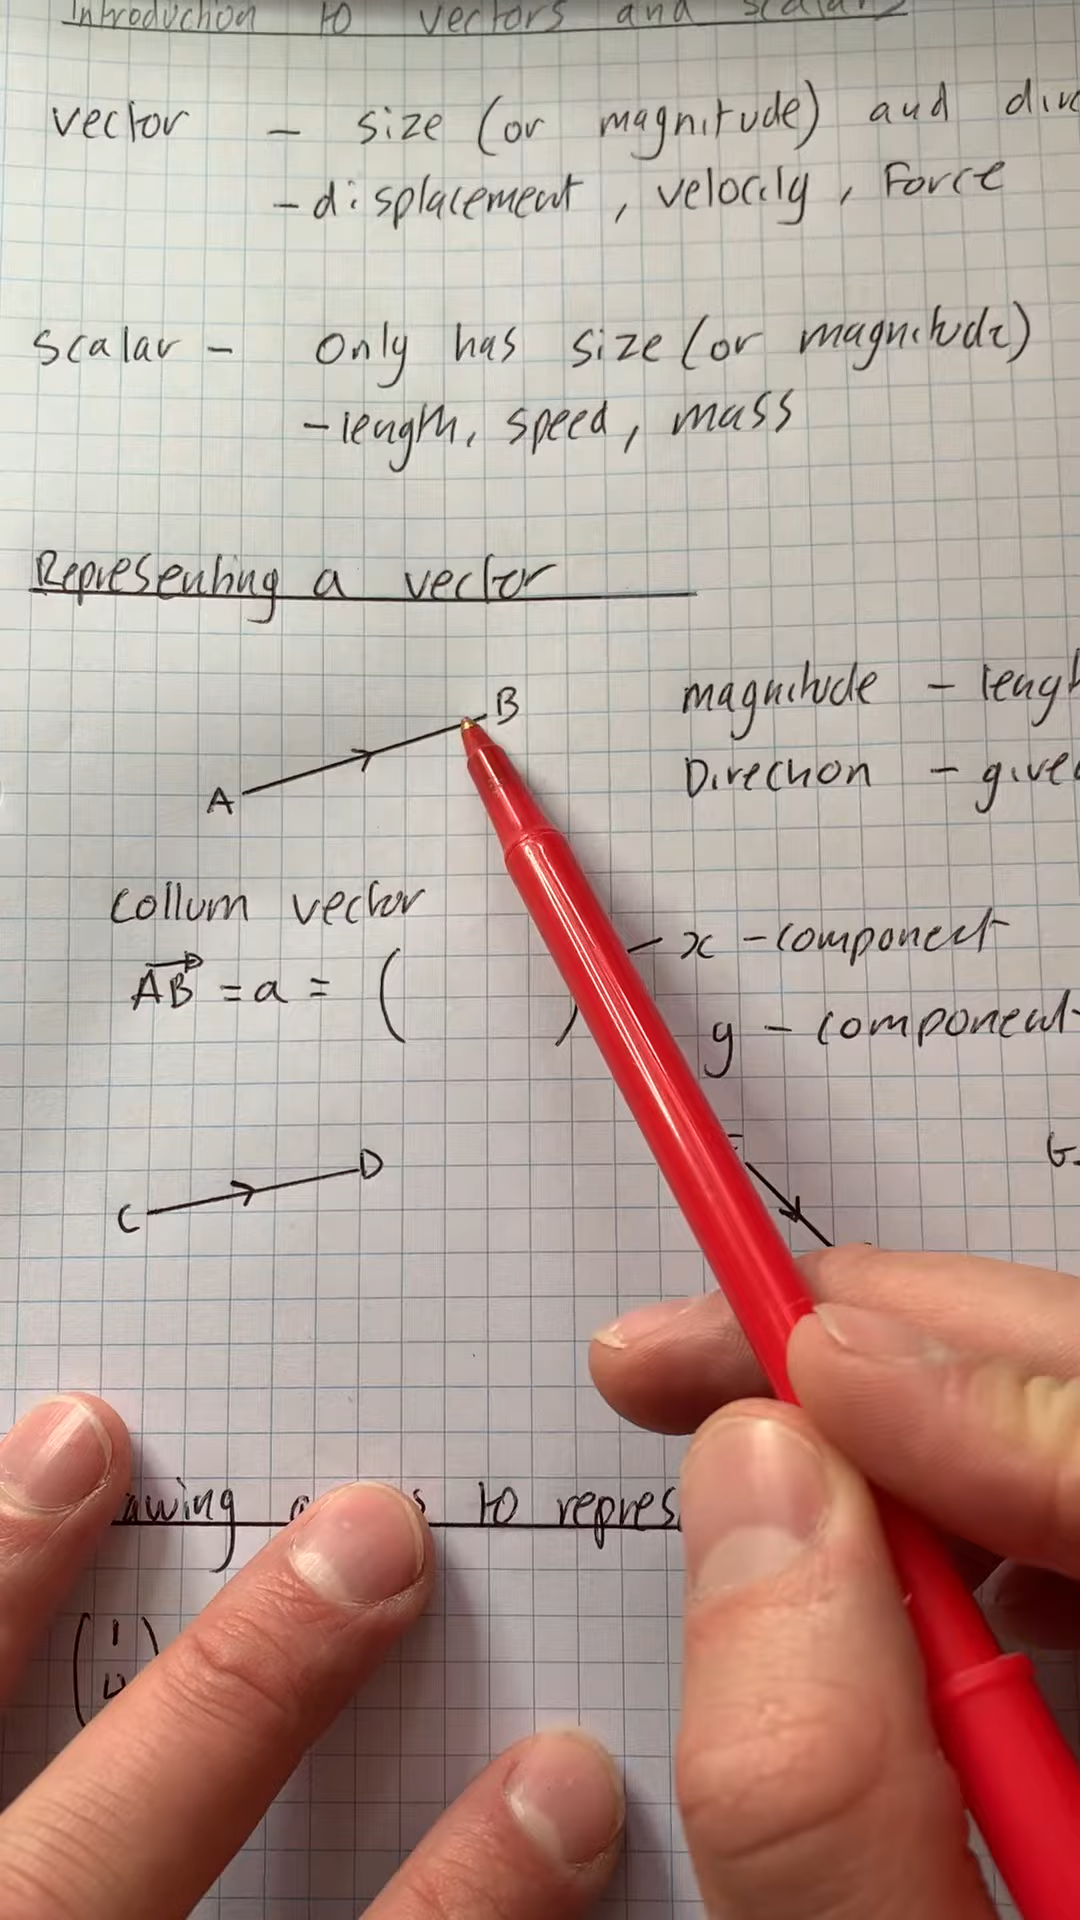 Introduction to vectors and scalars
vector - size (or magnitude) and
- displacement, velocity, Force
scalar - Only has size (or magnitude)
- length, speed, mass
Representing a vector
A B
magnitude -
Direction -
Collum vector
AB = a = (    )
x - component
y - component
C D
G
to
(1